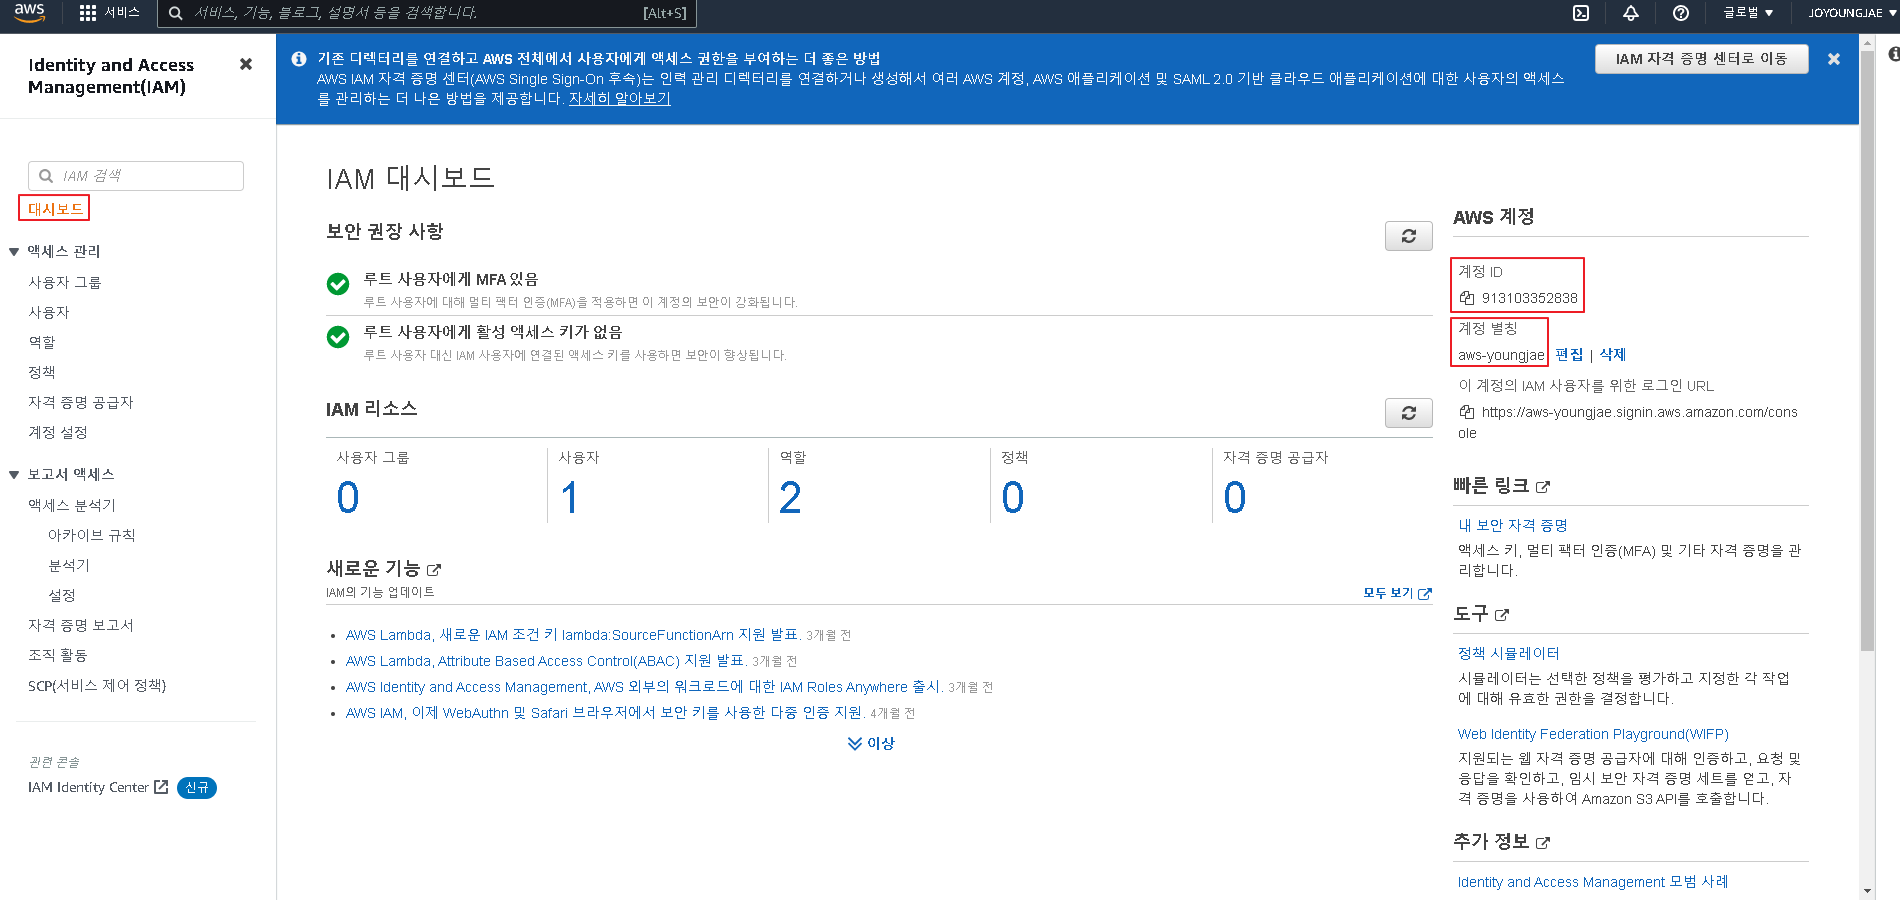 aws
서비스
서비스, 기능, 블로그, 설명서 등을 검색합니다.
[Alt+S]
글로벌
JOYOUNGJAE
Identity and Access
Management(IAM)
IAM 검색
대시보드
액세스 관리
사용자 그룹
사용자
역할
정책
자격 증명 공급자
계정 설정
보고서 액세스
액세스 분석기
아카이브 규칙
분석기
설정
자격 증명 보고서
조직 활동
SCP(서비스 제어 정책)
관련 콘솔
IAM Identity Center
신규
기존 디렉터리를 연결하고 AWS 전체에서 사용자에게 액세스 권한을 부여하는 더 좋은 방법
AWS IAM 자격 증명 센터(AWS Single Sign-On 후속)는 인력 관리 디렉터리를 연결하거나 생성해서 여러 AWS 계정, AWS 애플리케이션 및 SAML 2.0 기반 클라우드 애플리케이션에 대한 사용자의 액세스
를 관리하는 더 나은 방법을 제공합니다. 자세히 알아보기
IAM 자격 증명 센터로 이동
IAM 대시보드
보안 권장 사항
루트 사용자에게 MFA 있음
루트 사용자에 대해 멀티 팩터 인증(MFA)을 적용하면 이 계정의 보안이 강화됩니다.
루트 사용자에게 활성 액세스 키가 없음
루트 사용자 대신 IAM 사용자에 연결된 액세스 키를 사용하면 보안이 향상됩니다.
IAM 리소스
사용자 그룹
0
사용자
1
역할
2
정책
0
자격 증명 공급자
0
새로운 기능
IAM의 기능 업데이트
모두 보기
AWS Lambda, 새로운 IAM 조건 키 lambda:SourceFunctionArn 지원 발표. 3개월 전
AWS Lambda, Attribute Based Access Control(ABAC) 지원 발표. 3개월 전
AWS Identity and Access Management, AWS 외부의 워크로드에 대한 IAM Roles Anywhere 출시. 3개월 전
AWS IAM, 이제 WebAuthn 및 Safari 브라우저에서 보안 키를 사용한 다중 인증 지원. 4개월 전
이상
AWS 계정
계정 ID
913103352838
계정 별칭
aws-youngjae 편집 | 삭제
이 계정의 IAM 사용자를 위한 로그인 URL
https://aws-youngjae.signin.aws.amazon.com/cons
ole
빠른 링크
내 보안 자격 증명
액세스 키, 멀티 팩터 인증(MFA) 및 기타 자격 증명을 관
리합니다.
도구
정책 시뮬레이터
시뮬레이터는 선택한 정책을 평가하고 지정한 각 작업
에 대해 유효한 권한을 결정합니다.
Web Identity Federation Playground(WIFP)
지원되는 웹 자격 증명 공급자에 대해 인증하고, 요청 및
응답을 확인하고, 임시 보안 자격 증명 세트를 얻고, 자
격 증명을 사용하여 Amazon S3 API를 호출합니다.
추가 정보
Identity and Access Management 모범 사례